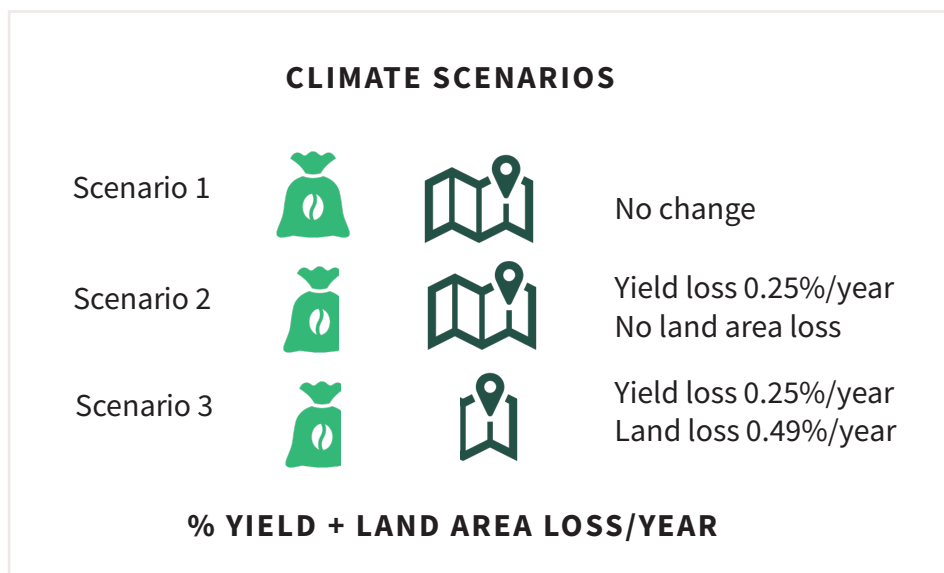 CLIMATE SCENARIOS
Scenario 1
No change
Scenario 2
Yield loss 0.25%/year
No land area loss
Scenario 3
Yield loss 0.25%/year
Land loss 0.49%/year
% YIELD + LAND AREA LOSS/YEAR